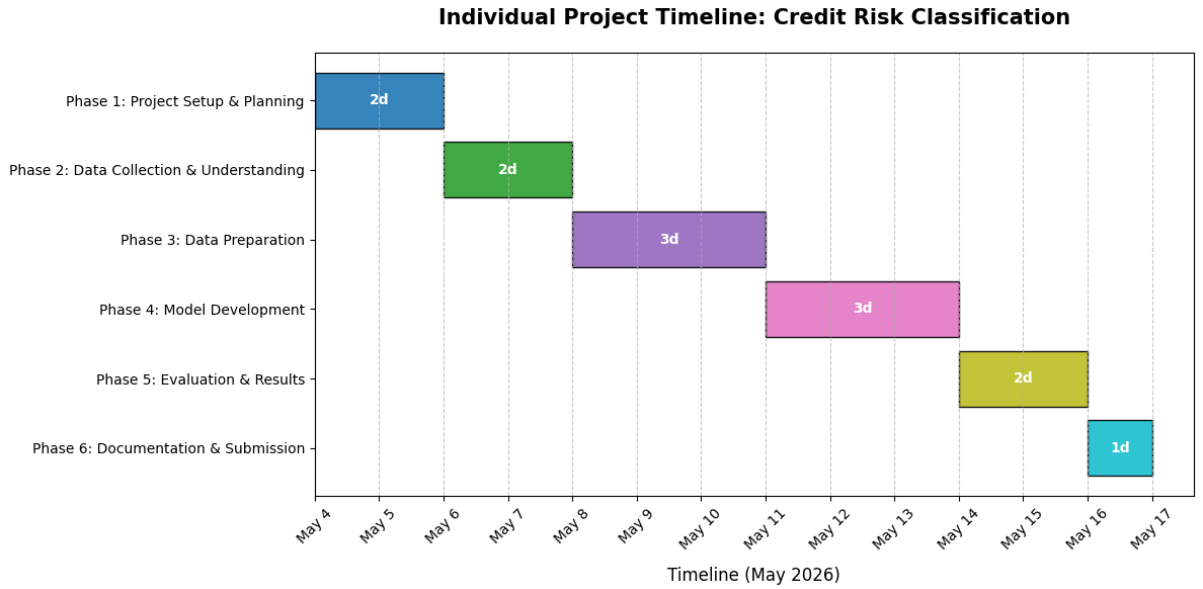 Individual Project Timeline: Credit Risk Classification
Phase 1: Project Setup & Planning
2d
Phase 2: Data Collection & Understanding
2d
Phase 3: Data Preparation
3d
Phase 4: Model Development
3d
Phase 5: Evaluation & Results
2d
Phase 6: Documentation & Submission
1d
May 4
May 5
May 6
May 7
May 8
May 9
May 10
May 11
May 12
May 13
May 14
May 15
May 16
May 17
Timeline (May 2026)